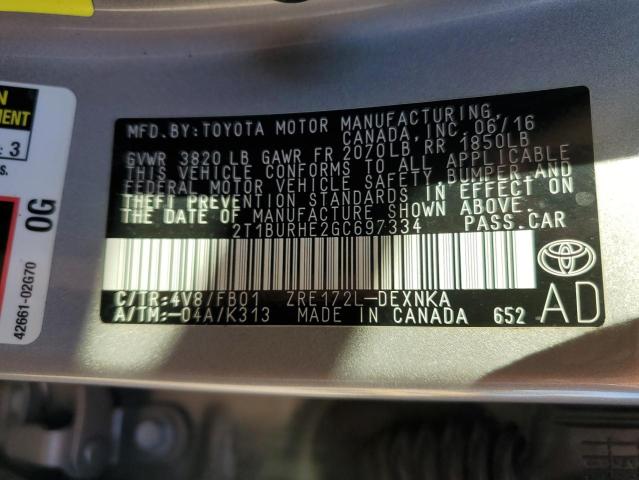 MFD. BY: TOYOTA MOTOR MANUFACTURING,
CANADA, INC. 06/16
GVWR 3820 LB GAWR FR 2070LB RR 1850LB
THIS VEHICLE CONFORMS TO ALL APPLICABLE
FEDERAL MOTOR VEHICLE SAFETY BUMPER, AND
THEFT PREVENTION STANDARDS IN EFFECT ON
THE DATE OF MANUFACTURE SHOWN ABOVE.
2T1BURHE2GC697334 PASS. CAR
C/TR: 4V8/FB01 ZRE172L-DEXNKA
A/TM: -04A/K313 MADE IN CANADA 652
AD
: 3
0G
42661-02G70